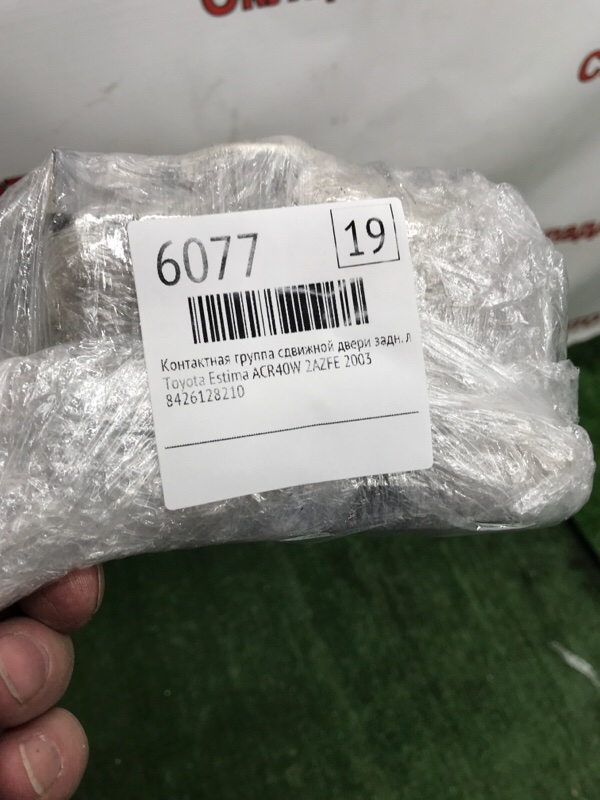 6077
19
Контактная группа сдвижной двери задн. л
Toyota Estima ACR40W 2AZFE 2003
8426128210